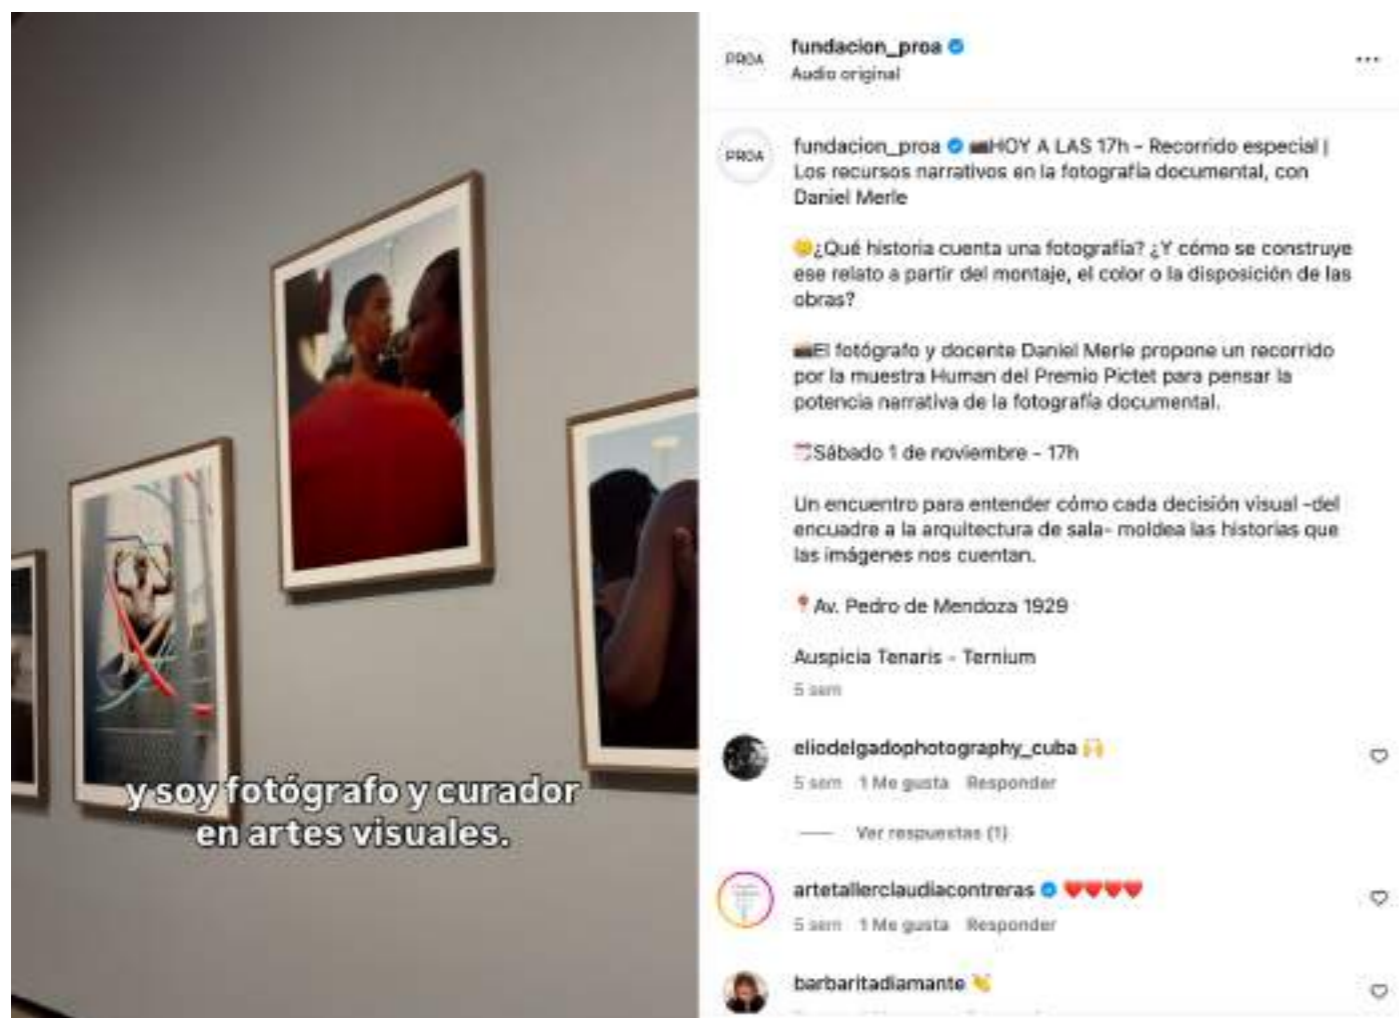 y soy fotógrafo y curador
en artes visuales.
PROA
fundacion_proa
Audio original
PROA
fundacion_proa HOY A LAS 17h - Recorrido especial |
Los recursos narrativos en la fotografía documental, con
Daniel Merle
¿Qué historia cuenta una fotografía? ¿Y cómo se construye
ese relato a partir del montaje, el color o la disposición de las
obras?
El fotógrafo y docente Daniel Merle propone un recorrido
por la muestra Human del Premio Pictet para pensar la
potencia narrativa de la fotografía documental.
Sábado 1 de noviembre - 17h
Un encuentro para entender cómo cada decisión visual -del
encuadre a la arquitectura de sala- moldea las historias que
las imágenes nos cuentan.
Av. Pedro de Mendoza 1929
Auspicia Tenaris - Ternium
5 sem
eliodelgadophotography_cuba
5 sem 1 Me gusta Responder
Ver respuestas (1)
artetallerclaudiacontreras
5 sem 1 Me gusta Responder
barbaritadiamante